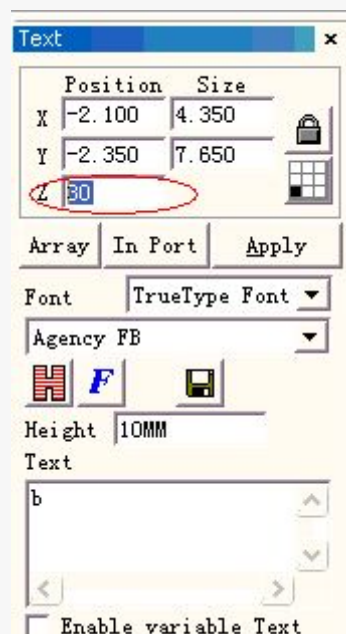 Text
Position Size
X -2.100 4.350
Y -2.350 7.650
Z 30
Array In Port Apply
Font TrueType Font
Agency FB
H F
Height 10MM
Text
b
Enable variable Text